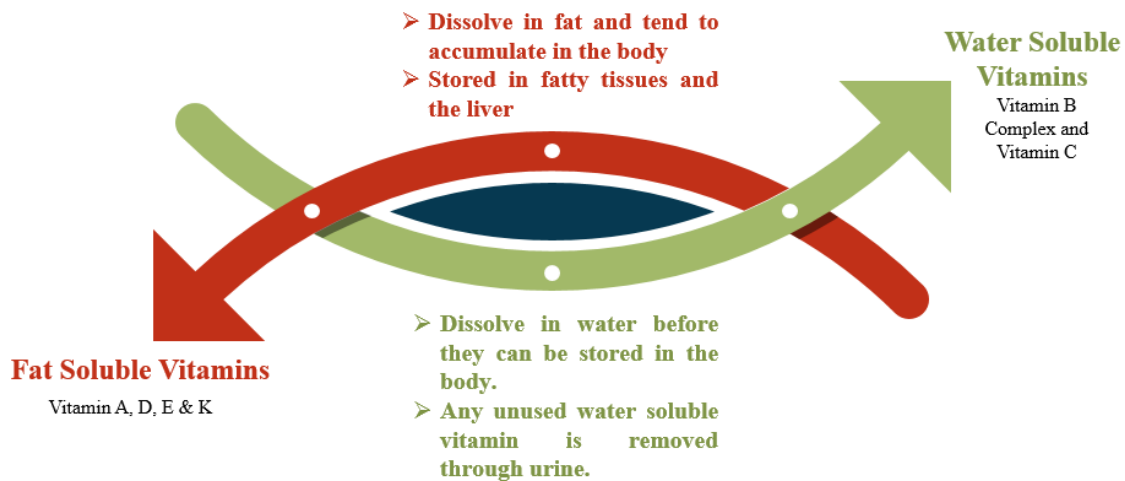 ➢ Dissolve in fat and tend to
accumulate in the body
➢ Stored in fatty tissues and
the liver
Water Soluble
Vitamins
Vitamin B
Complex and
Vitamin C
Fat Soluble Vitamins
Vitamin A, D, E & K
➢ Dissolve in water before
they can be stored in the
body.
➢ Any unused water soluble
vitamin is removed
through urine.